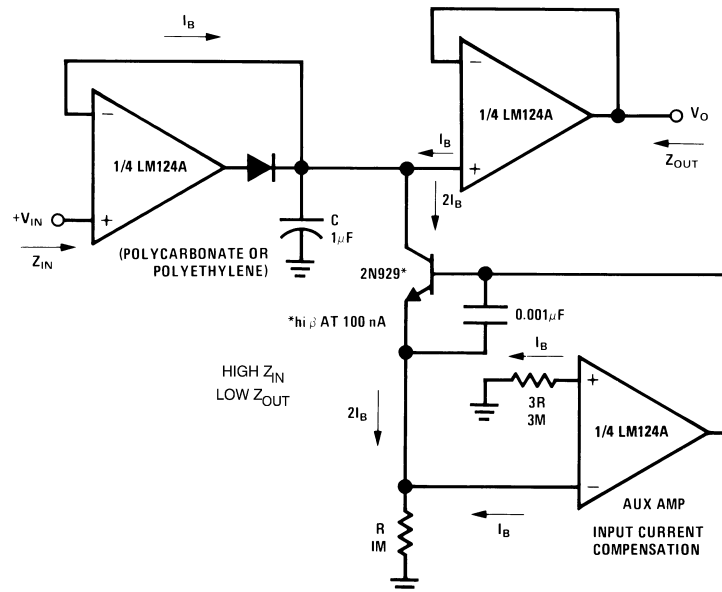 I_B
−
−
1/4 LM124A
1/4 LM124A
V_O
I_B
Z_OUT
+
2I_B
+V_IN
+
C
1µF
Z_IN
(POLYCARBONATE OR
POLYETHYLENE)
2N929*
0.001µF
*hi β AT 100 nA
I_B
HIGH Z_IN
LOW Z_OUT
+
3R
3M
2I_B
1/4 LM124A
−
AUX AMP
I_B
R
1M
INPUT CURRENT
COMPENSATION